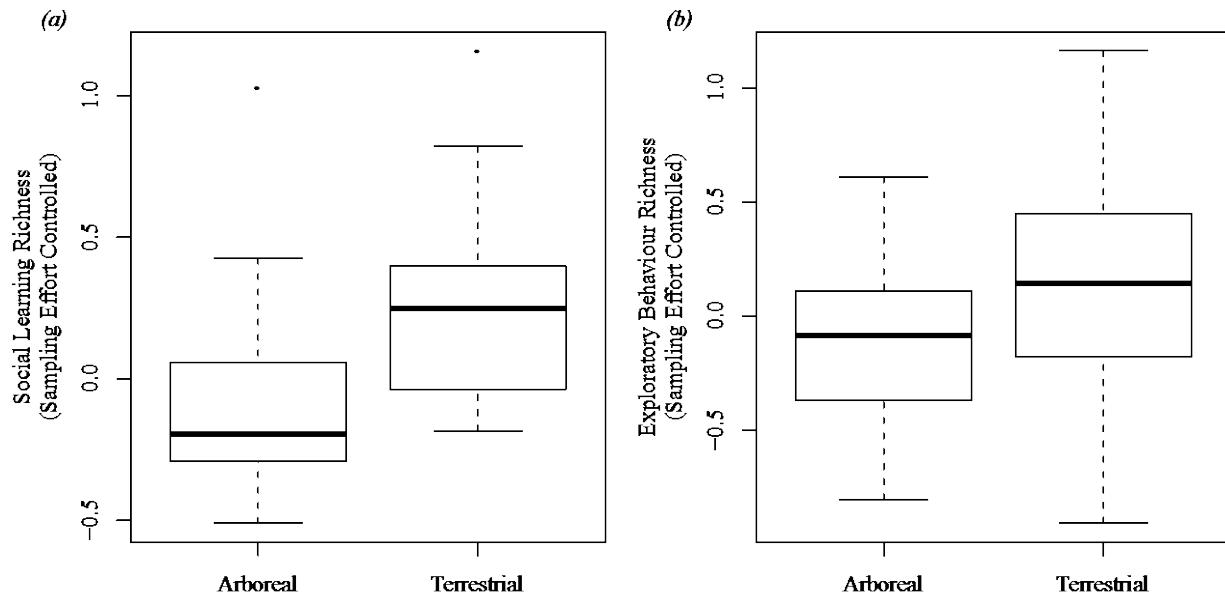 (a)
Social Learning Richness
(Sampling Effort Controlled)
1.0
0.5
0.0
−0.5
Arboreal Terrestrial
(b)
Exploratory Behaviour Richness
(Sampling Effort Controlled)
1.0
0.5
0.0
−0.5
Arboreal Terrestrial